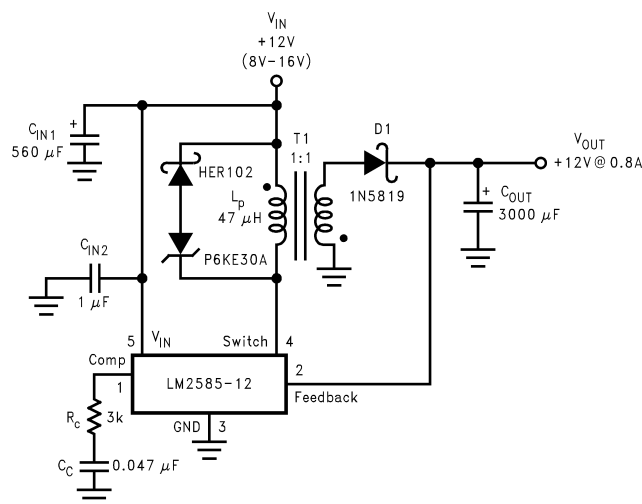 V_IN
+12V
(8V-16V)
C_IN1
+
560 μF
HER102
T1
1:1
D1
1N5819
V_OUT
+12V@0.8A
L_p
47 μH
+
C_OUT
3000 μF
P6KE30A
C_IN2
1 μF
5
V_IN
Switch
4
Comp
1
LM2585-12
2
Feedback
R_c
3k
GND
3
C_C
0.047 μF